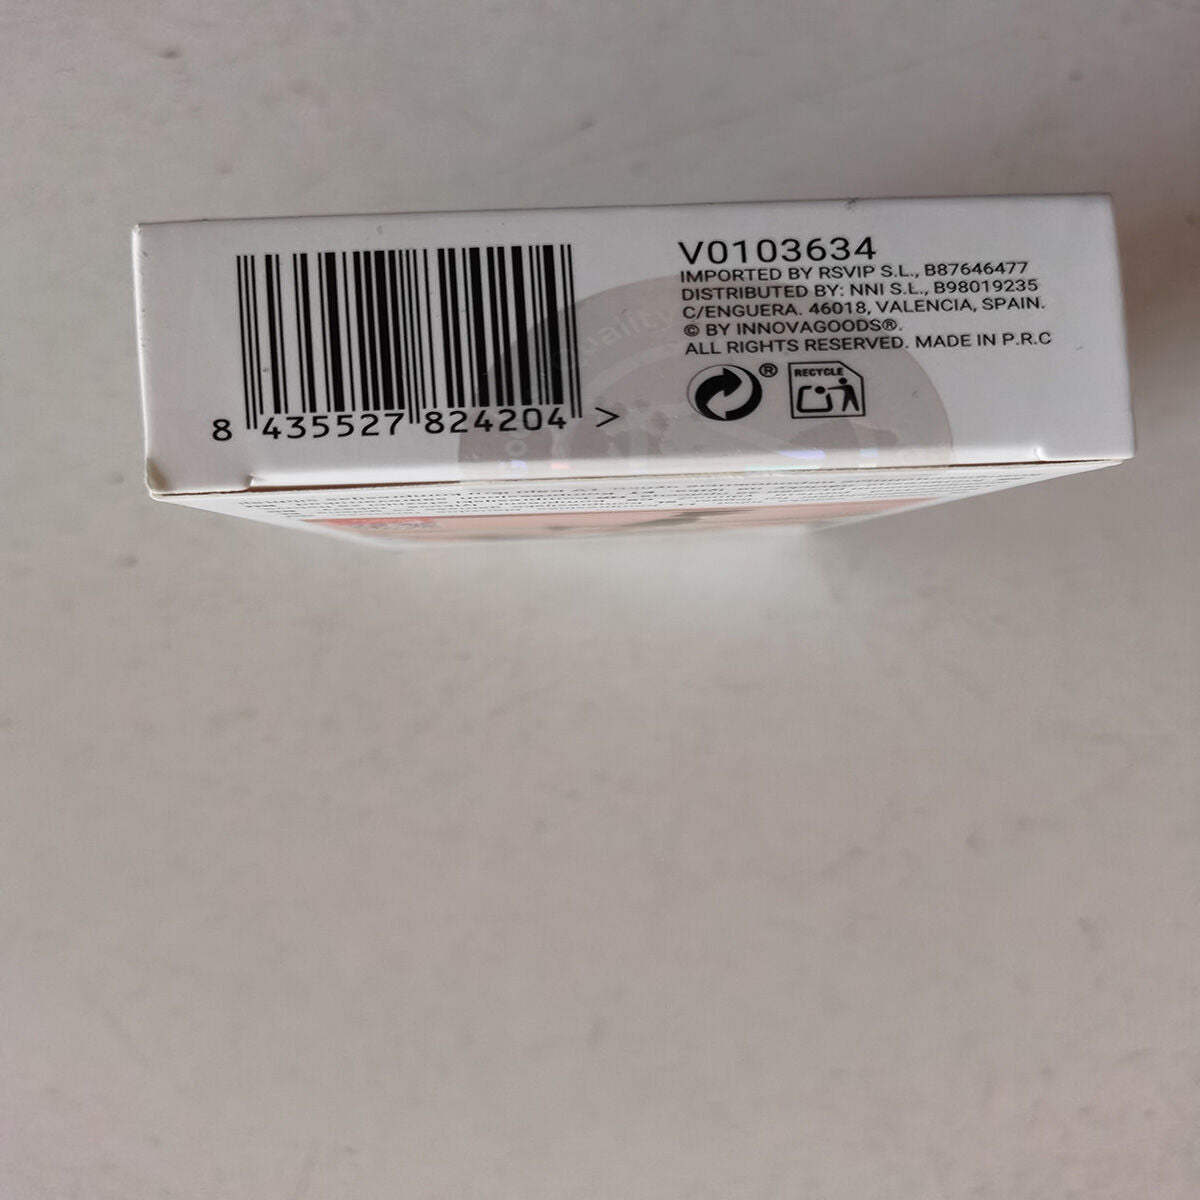 V0103634
IMPORTED BY RSVIP S.L., B87646477
DISTRIBUTED BY: NNI S.L., B98019235
C/ENGUERA. 46018, VALENCIA, SPAIN.
© BY INNOVAGOODS®.
ALL RIGHTS RESERVED. MADE IN P.R.C
® RECYCLE
8 435527 824204 >
Quality